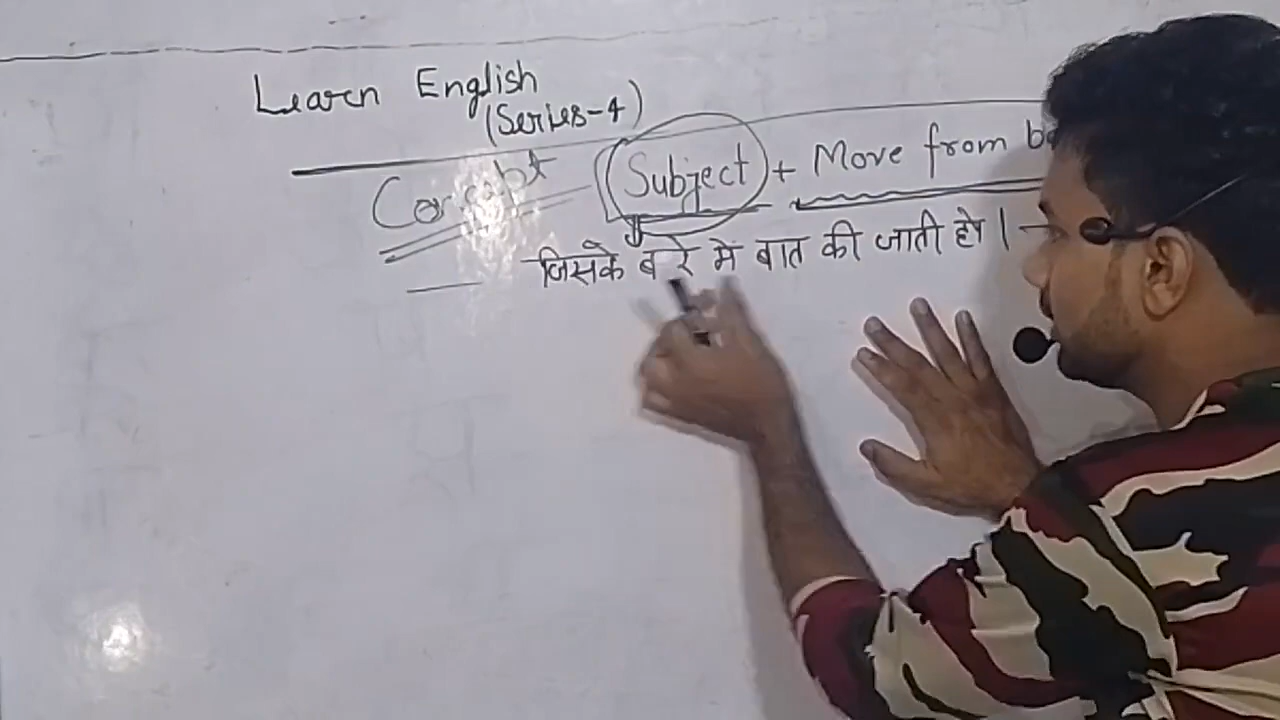 Learn English
(Series-4)
Subject + Move from
जिसके बारे में बात की जाती हो।